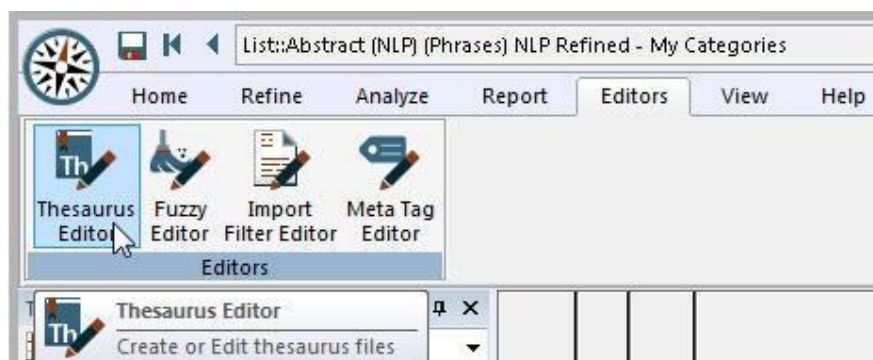 List::Abstract (NLP) (Phrases) NLP Refined - My Categories
Home Refine Analyze Report Editors View Help
Th
Thesaurus Editor
Fuzzy Editor
Import Filter Editor
Meta Tag Editor
Editors
T
Th
Thesaurus Editor
Create or Edit thesaurus files